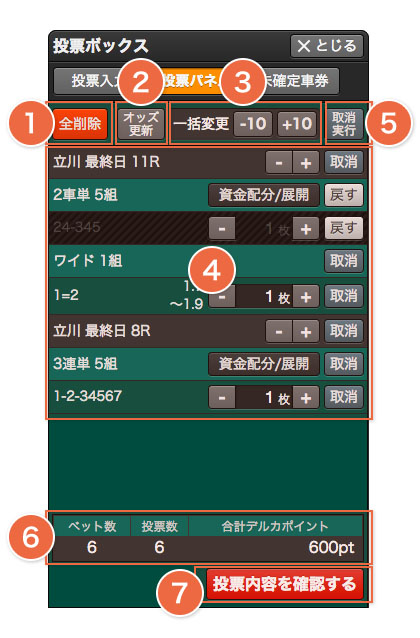 投票ボックス ×とじる
投票入 投票パネ 未確定車券
1 2 3 5
全削除 オッズ更新 一括変更 -10 +10 取消実行
立川 最終日 11R - + 取消
2車単 5組 資金配分/展開 戻す
24-345 - 1枚 + 戻す
ワイド 1組 取消
4
1=2 1. 〜1.9 - 1枚 + 取消
立川 最終日 8R - + 取消
3連単 5組 資金配分/展開 取消
1-2-34567 - 1枚 + 取消
6
ベット数 投票数 合計デルカポイント
6 6 600pt
7 投票内容を確認する